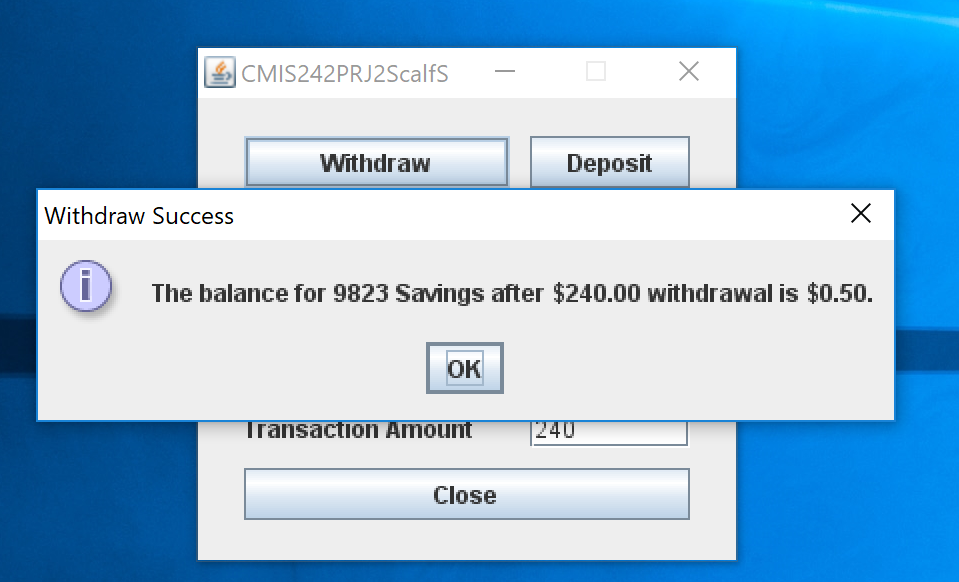 CMIS242PRJ2ScalfS
Withdraw Deposit
Withdraw Success
The balance for 9823 Savings after $240.00 withdrawal is $0.50.
OK
Transaction Amount 240
Close